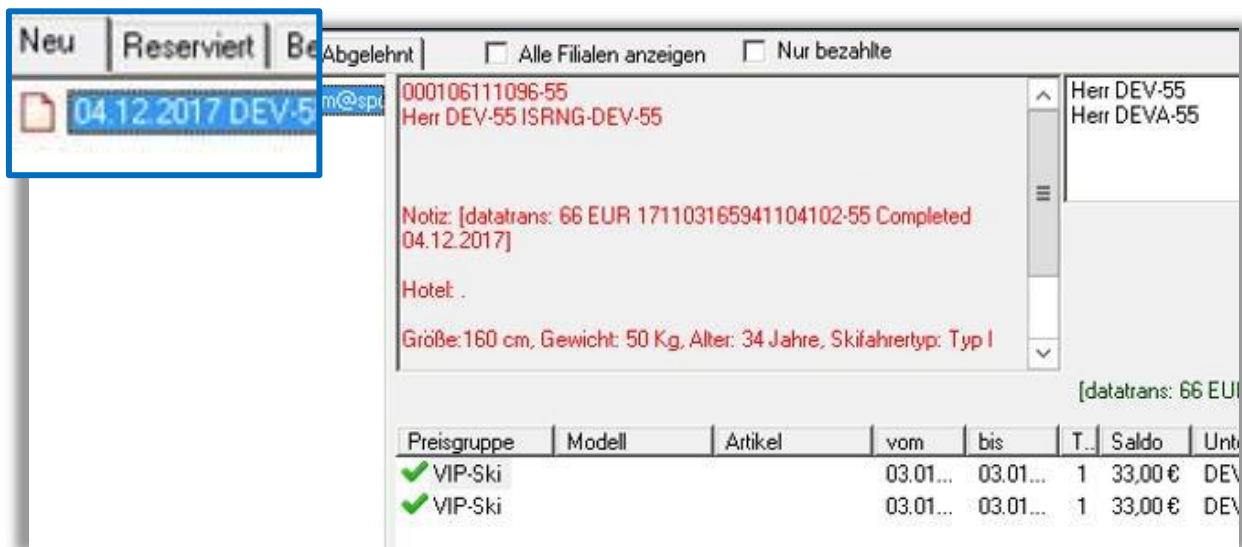 Neu Reserviert Be Abgelehnt Alle Filialen anzeigen Nur bezahlte
04.12.2017 DEV-5 m@spo
000106111096-55
Herr DEV-55 ISRNG-DEV-55
Notiz: [datatrans: 66 EUR 171103165941104102-55 Completed
04.12.2017]
Hotel: .
Größe:160 cm, Gewicht: 50 Kg, Alter: 34 Jahre, Skifahrertyp: Typ I
Herr DEV-55
Herr DEVA-55
[datatrans: 66 EU
Preisgruppe Modell Artikel vom bis T.. Saldo Unt
VIP-Ski 03.01... 03.01... 1 33,00 € DEV
VIP-Ski 03.01... 03.01... 1 33,00 € DEV